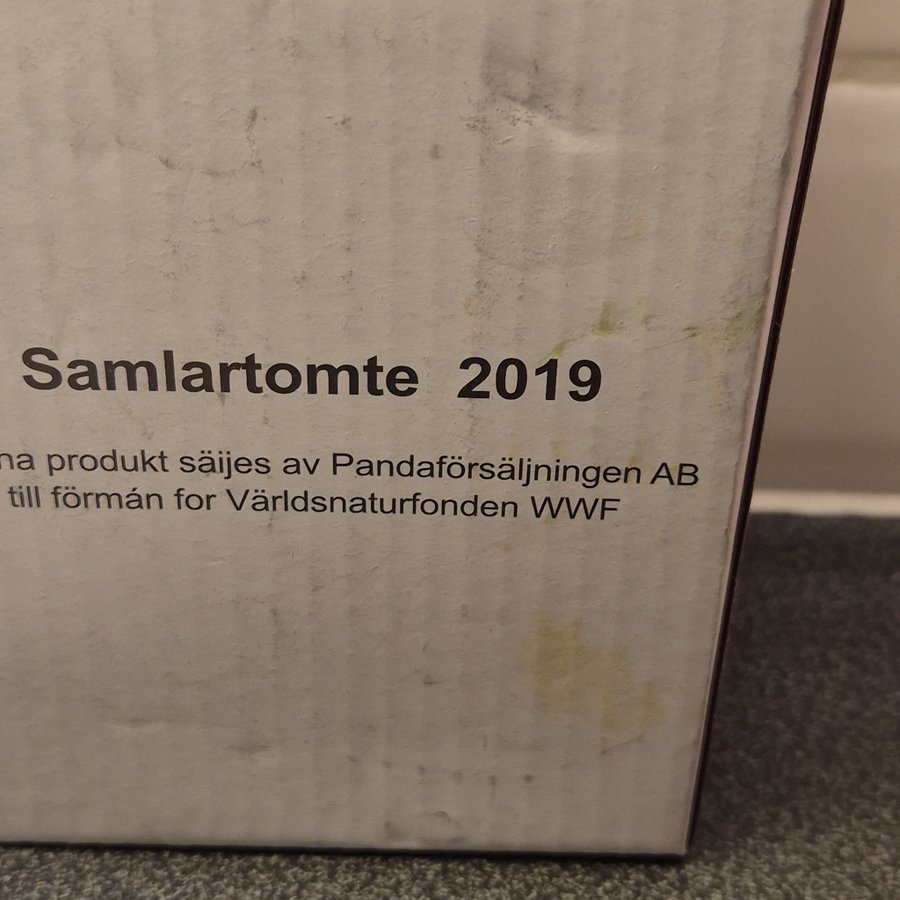 Samlartomte 2019
na produkt säijes av Pandaförsäljningen AB
till förmán for Världsnaturfonden WWF